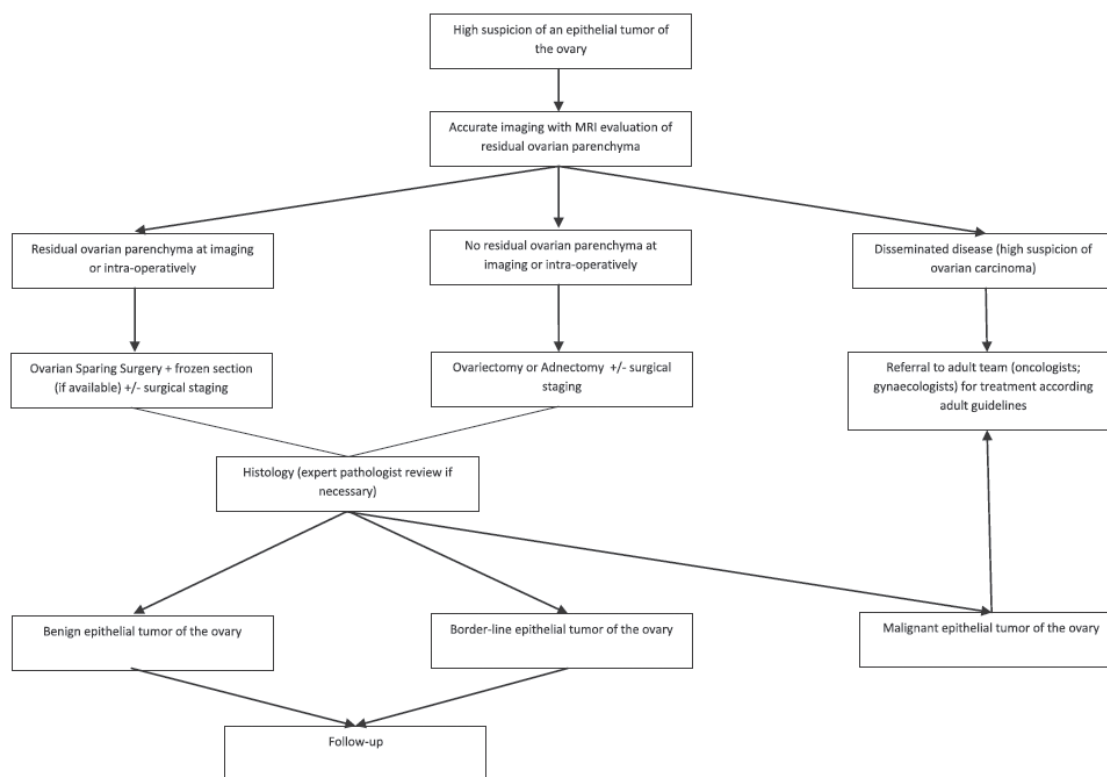 High suspicion of an epithelial tumor of
the ovary
Accurate imaging with MRI evaluation of
residual ovarian parenchyma
Residual ovarian parenchyma at imaging
or intra-operatively
No residual ovarian parenchyma at
imaging or intra-operatively
Disseminated disease (high suspicion of
ovarian carcinoma)
Ovarian Sparing Surgery + frozen section
(if available) +/- surgical staging
Ovariectomy or Adnectomy +/- surgical
staging
Referral to adult team (oncologists;
gynaecologists) for treatment according
adult guidelines
Histology (expert pathologist review if
necessary)
Benign epithelial tumor of the ovary
Border-line epithelial tumor of the ovary
Malignant epithelial tumor of the ovary
Follow-up